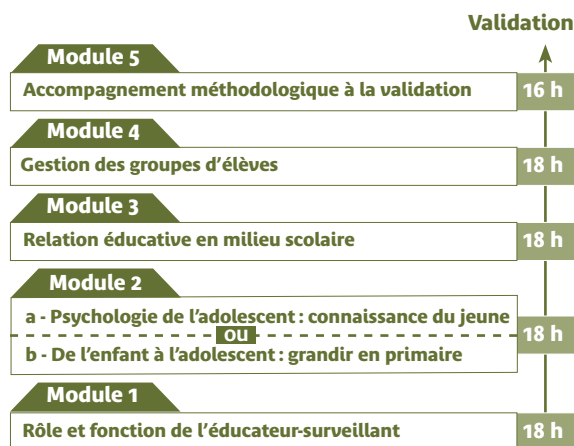 Validation
Module 5
Accompagnement méthodologique à la validation 16 h
Module 4
Gestion des groupes d'élèves 18 h
Module 3
Relation éducative en milieu scolaire 18 h
Module 2
a - Psychologie de l'adolescent : connaissance du jeune
OU 18 h
b - De l'enfant à l'adolescent : grandir en primaire
Module 1
Rôle et fonction de l'éducateur-surveillant 18 h